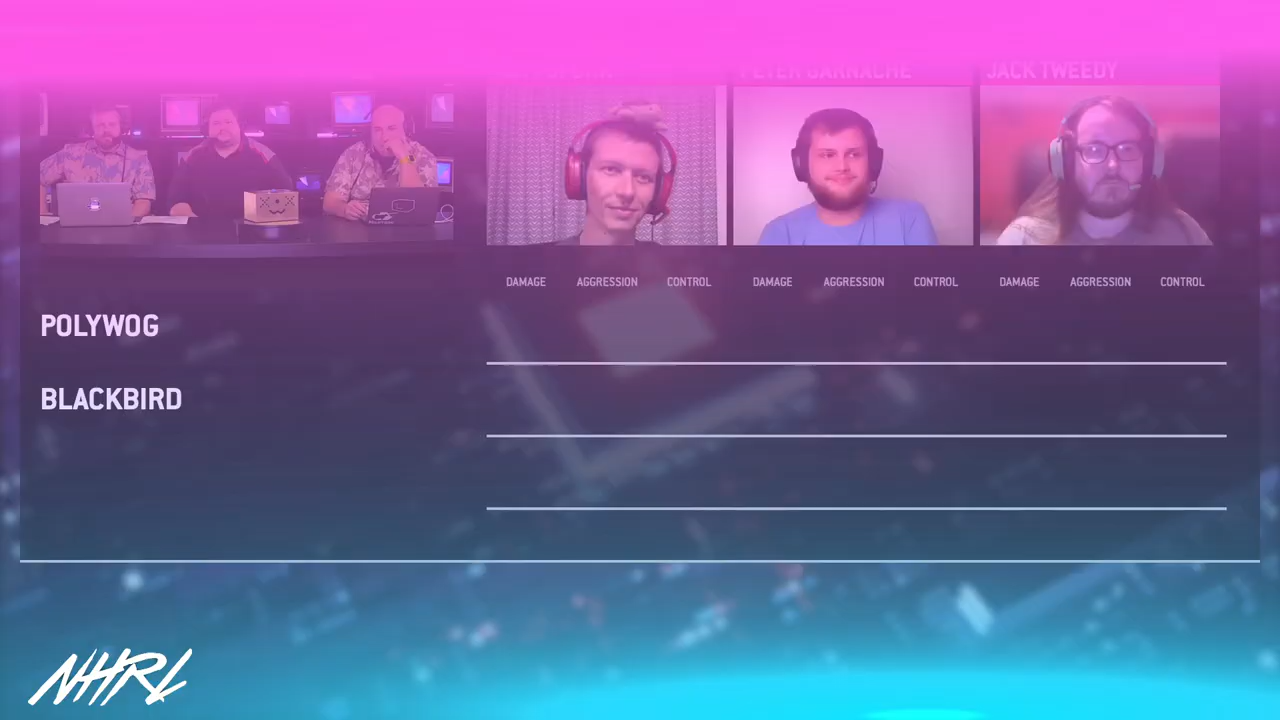 PETER GARNACHE JACK TWEEDY
DAMAGE AGGRESSION CONTROL DAMAGE AGGRESSION CONTROL DAMAGE AGGRESSION CONTROL
POLYWOG
BLACKBIRD
NHRL